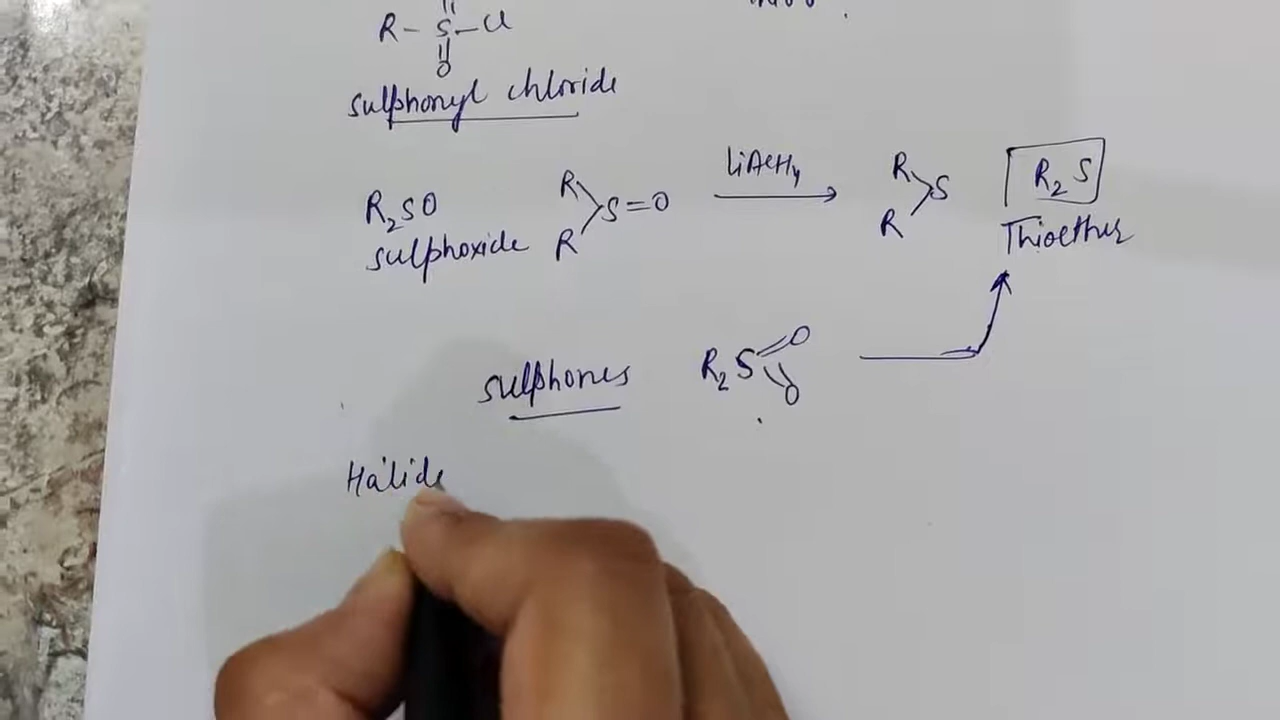 R - S - Cl
O
sulphonyl chloride
R2SO
sulphoxide
R
R
S=O
LiAlH4
R
R
S
R2S
Thioether
sulphones
R2S
O
O
Halide